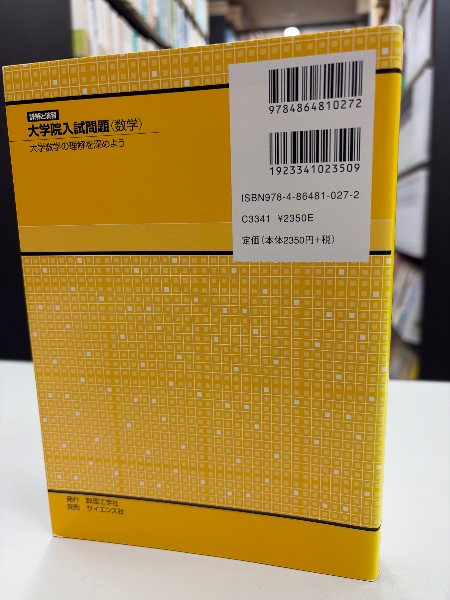 詳解と演習
大学院入試問題〈数学〉
大学数学の理解を深めよう
9784864810272
1923341023509
ISBN978-4-86481-027-2
C3341 ¥2350E
定価(本体2350円+税)
発行 数理工学社
発売 サイエンス社